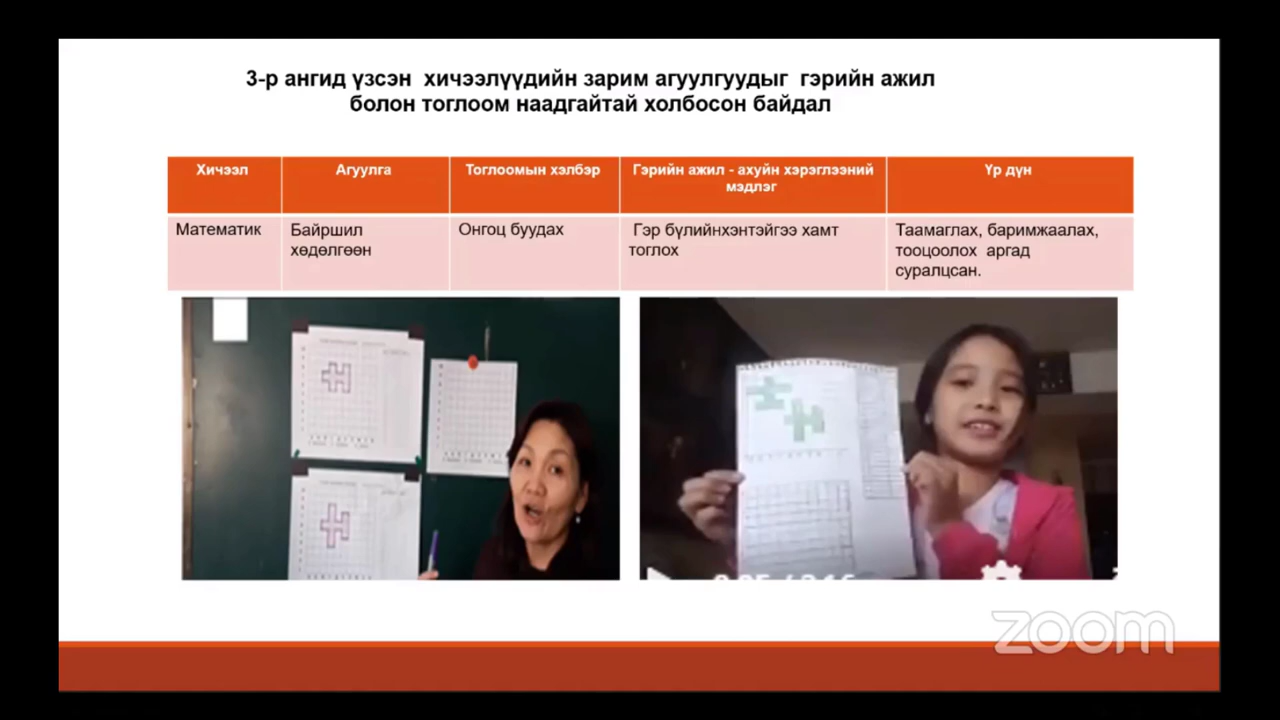 3-р ангид үзсэн хичээлүүдийн зарим агуулгуудыг гэрийн ажил
болон тоглоом наадгайтай холбосон байдал
Хичээл
Агуулга
Тоглоомын хэлбэр
Гэрийн ажил - ахуйн хэрэглээний
мэдлэг
Үр дүн
Математик
Байршил
хөдөлгөөн
Онгоц буудах
Гэр бүлийнхэнтэйгээ хамт
тоглох
Таамаглах, баримжаалах,
тооцоолох аргад
суралцсан.
zoom